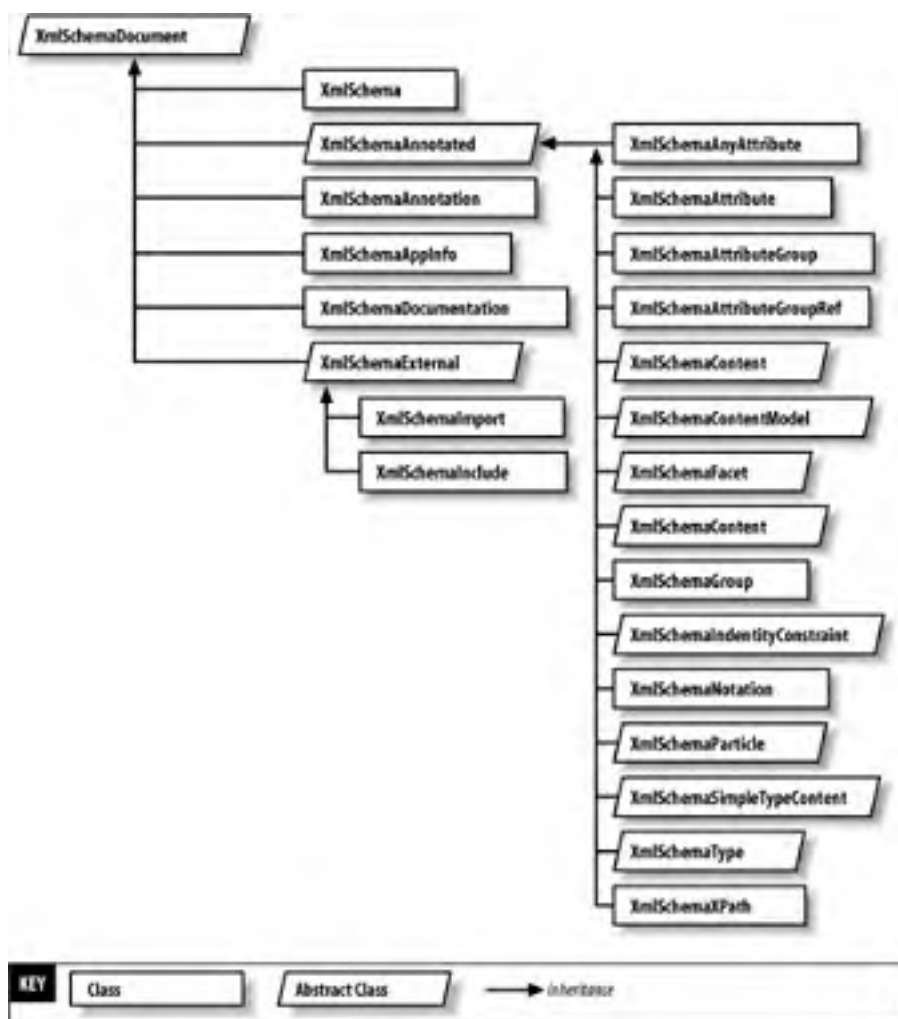 XmlSchemaDocument
XmlSchema
XmlSchemaAnnotated
XmlSchemaAnnotation
XmlSchemaAppInfo
XmlSchemaDocumentation
XmlSchemaExternal
XmlSchemaImport
XmlSchemaInclude
XmlSchemaAnyAttribute
XmlSchemaAttribute
XmlSchemaAttributeGroup
XmlSchemaAttributeGroupRef
XmlSchemaContent
XmlSchemaContentModel
XmlSchemaFacet
XmlSchemaContent
XmlSchemaGroup
XmlSchemaIndentityConstraint
XmlSchemaNotation
XmlSchemaParticle
XmlSchemaSimpleTypeContent
XmlSchemaType
XmlSchemaXPath
KEY
Class
Abstract Class
Inheritance